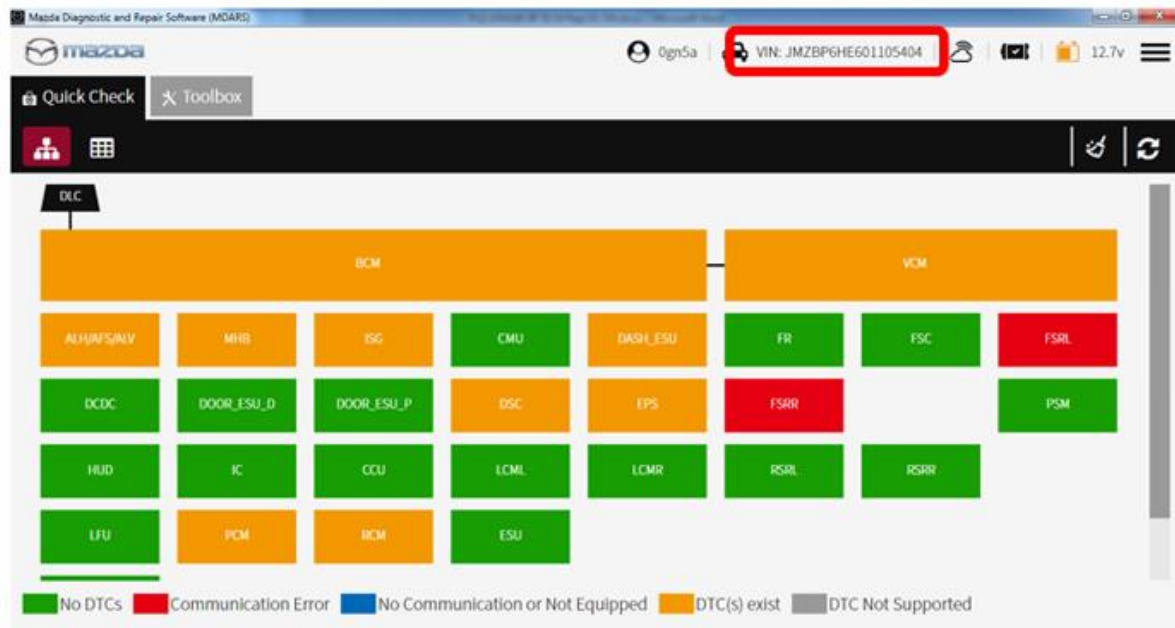 Mazda Diagnostic and Repair Software (MDARS)
mazda 0gn5a VIN: JMZBP6HE601105404 12.7v
Quick Check Toolbox
DLC
BCM VCM
ALH/AFS/ALV MHB ISG CMU DASH_ESU FR FSC FSRL
DCDC DOOR_ESU_D DOOR_ESU_P DSC EPS FSRR PSM
HUD IC CCU LCML LCMR RSRL RSRR
LFU PCM RCM ESU
No DTCs Communication Error No Communication or Not Equipped DTC(s) exist DTC Not Supported